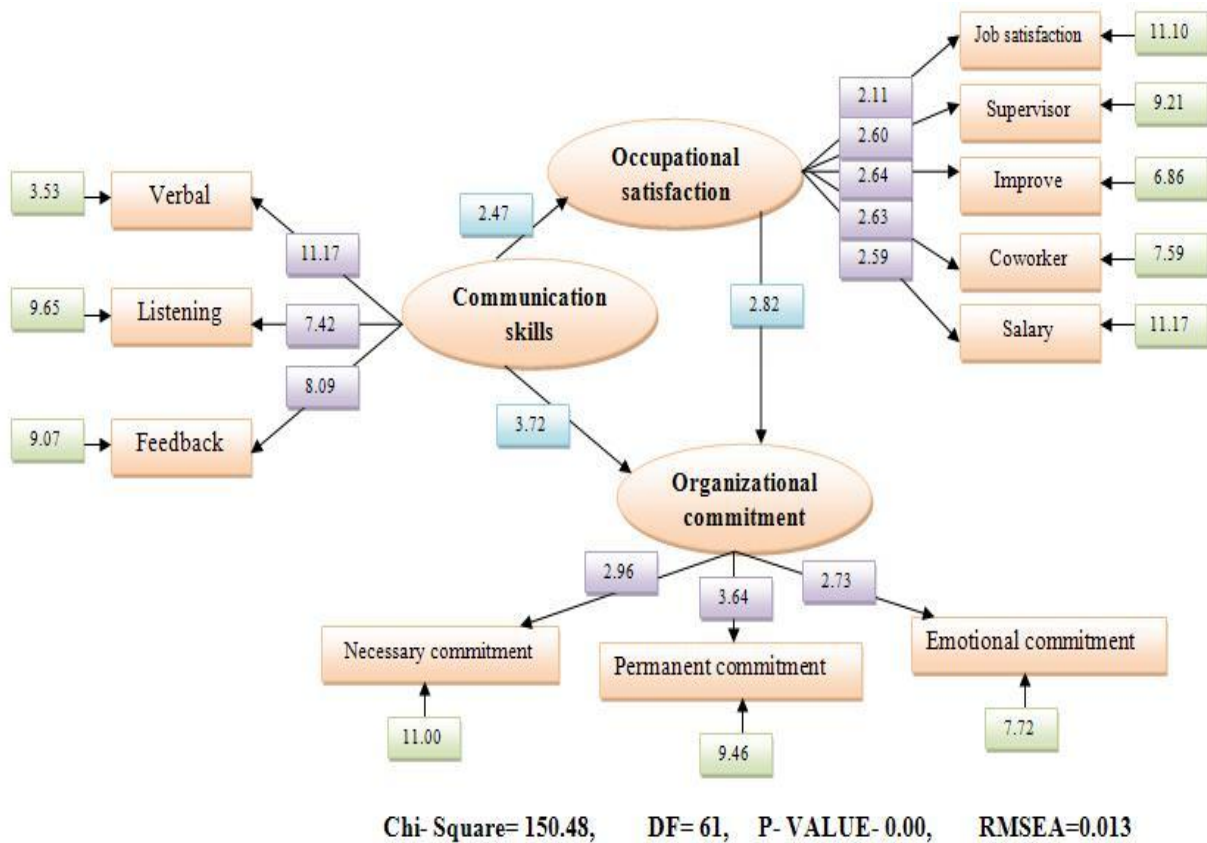 Job satisfaction
11.10
2.11
Supervisor
9.21
2.60
Occupational
satisfaction
2.64
Improve
6.86
3.53
Verbal
2.47
2.63
11.17
2.59
Coworker
7.59
9.65
Listening
7.42
Communication
skills
2.82
Salary
11.17
8.09
9.07
Feedback
3.72
Organizational
commitment
2.96
3.64
2.73
Necessary commitment
Permanent commitment
Emotional commitment
11.00
9.46
7.72
Chi- Square= 150.48, DF= 61, P- VALUE- 0.00, RMSEA=0.013